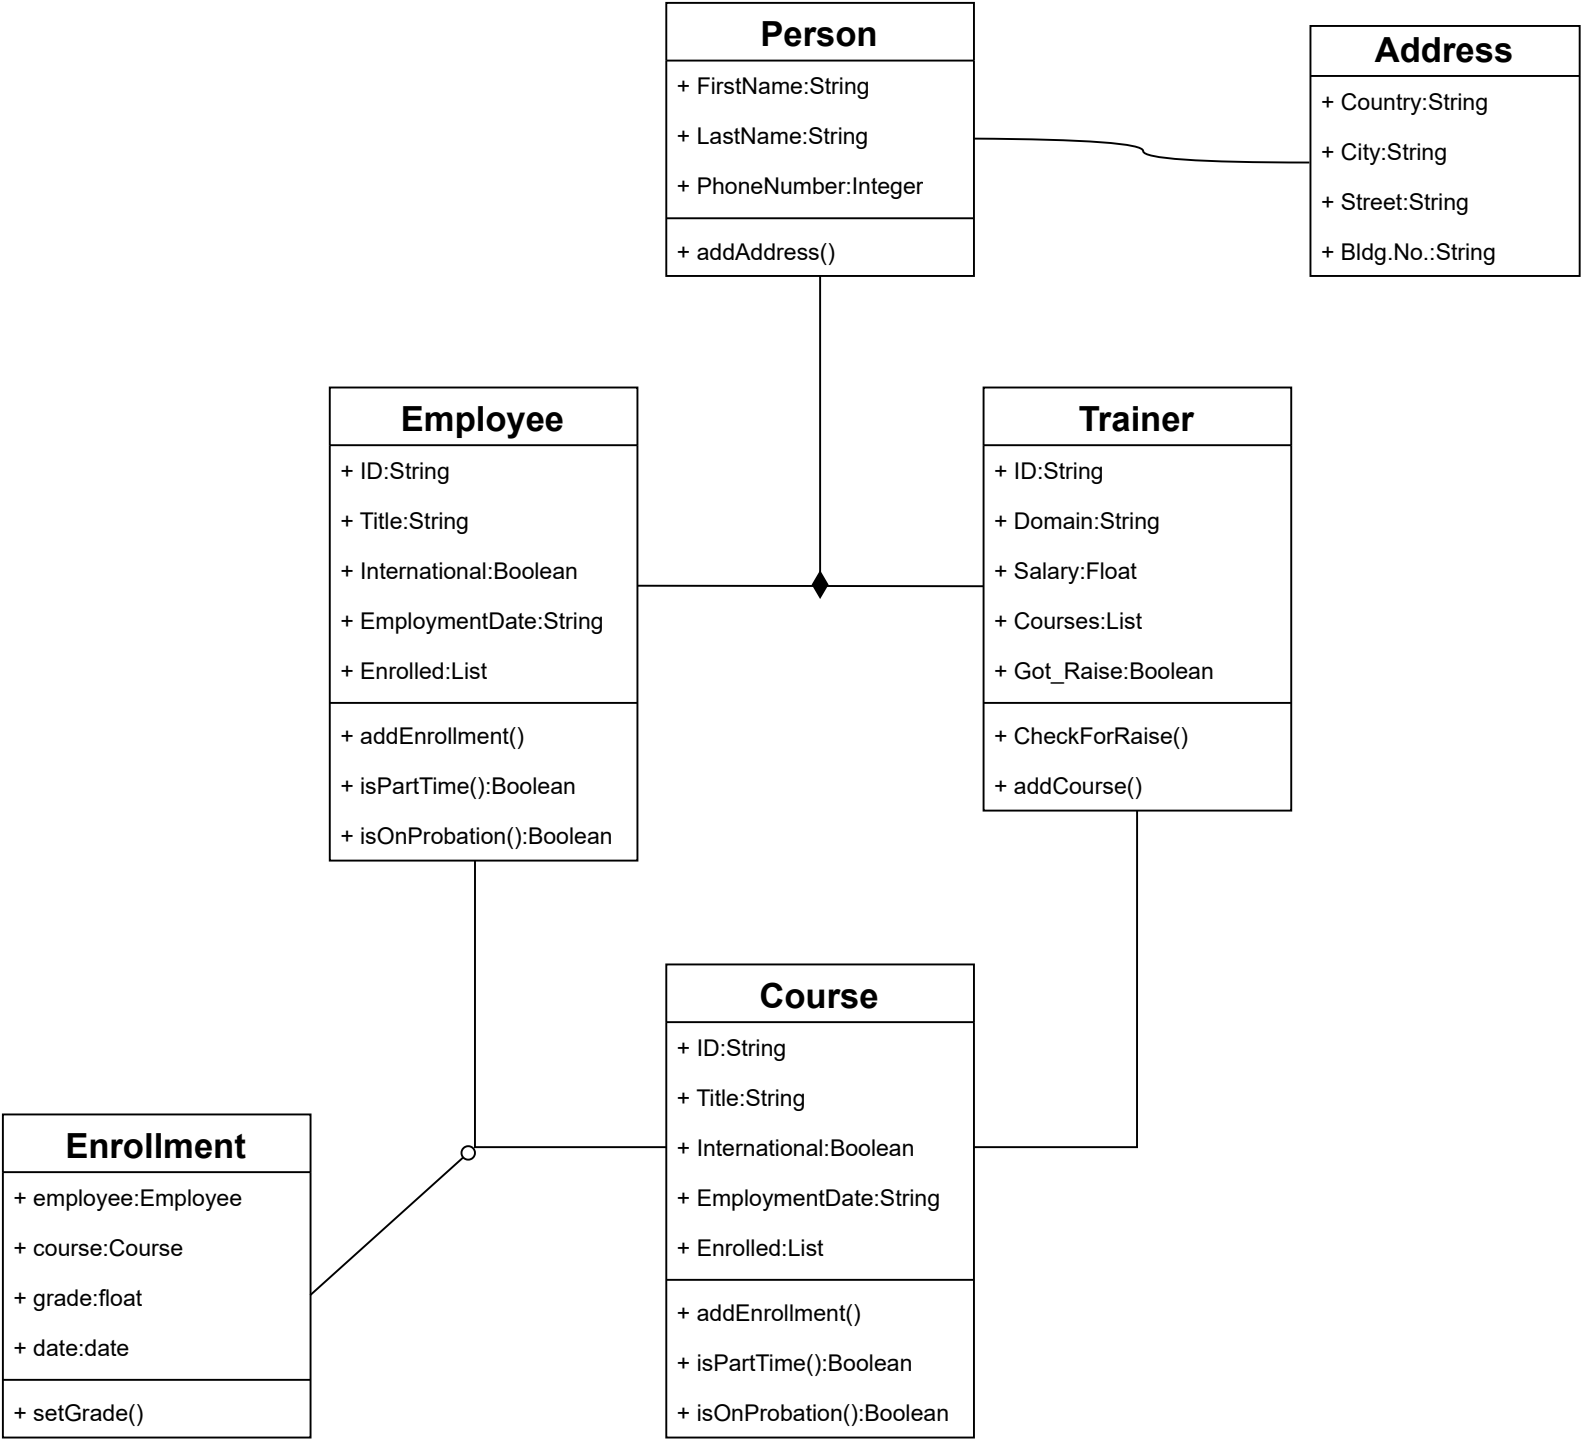 Person
+ FirstName:String
+ LastName:String
+ PhoneNumber:Integer
+ addAddress()
Address
+ Country:String
+ City:String
+ Street:String
+ Bldg.No.:String
Employee
+ ID:String
+ Title:String
+ International:Boolean
+ EmploymentDate:String
+ Enrolled:List
+ addEnrollment()
+ isPartTime():Boolean
+ isOnProbation():Boolean
Trainer
+ ID:String
+ Domain:String
+ Salary:Float
+ Courses:List
+ Got_Raise:Boolean
+ CheckForRaise()
+ addCourse()
Course
+ ID:String
+ Title:String
+ International:Boolean
+ EmploymentDate:String
+ Enrolled:List
+ addEnrollment()
+ isPartTime():Boolean
+ isOnProbation():Boolean
Enrollment
+ employee:Employee
+ course:Course
+ grade:float
+ date:date
+ setGrade()